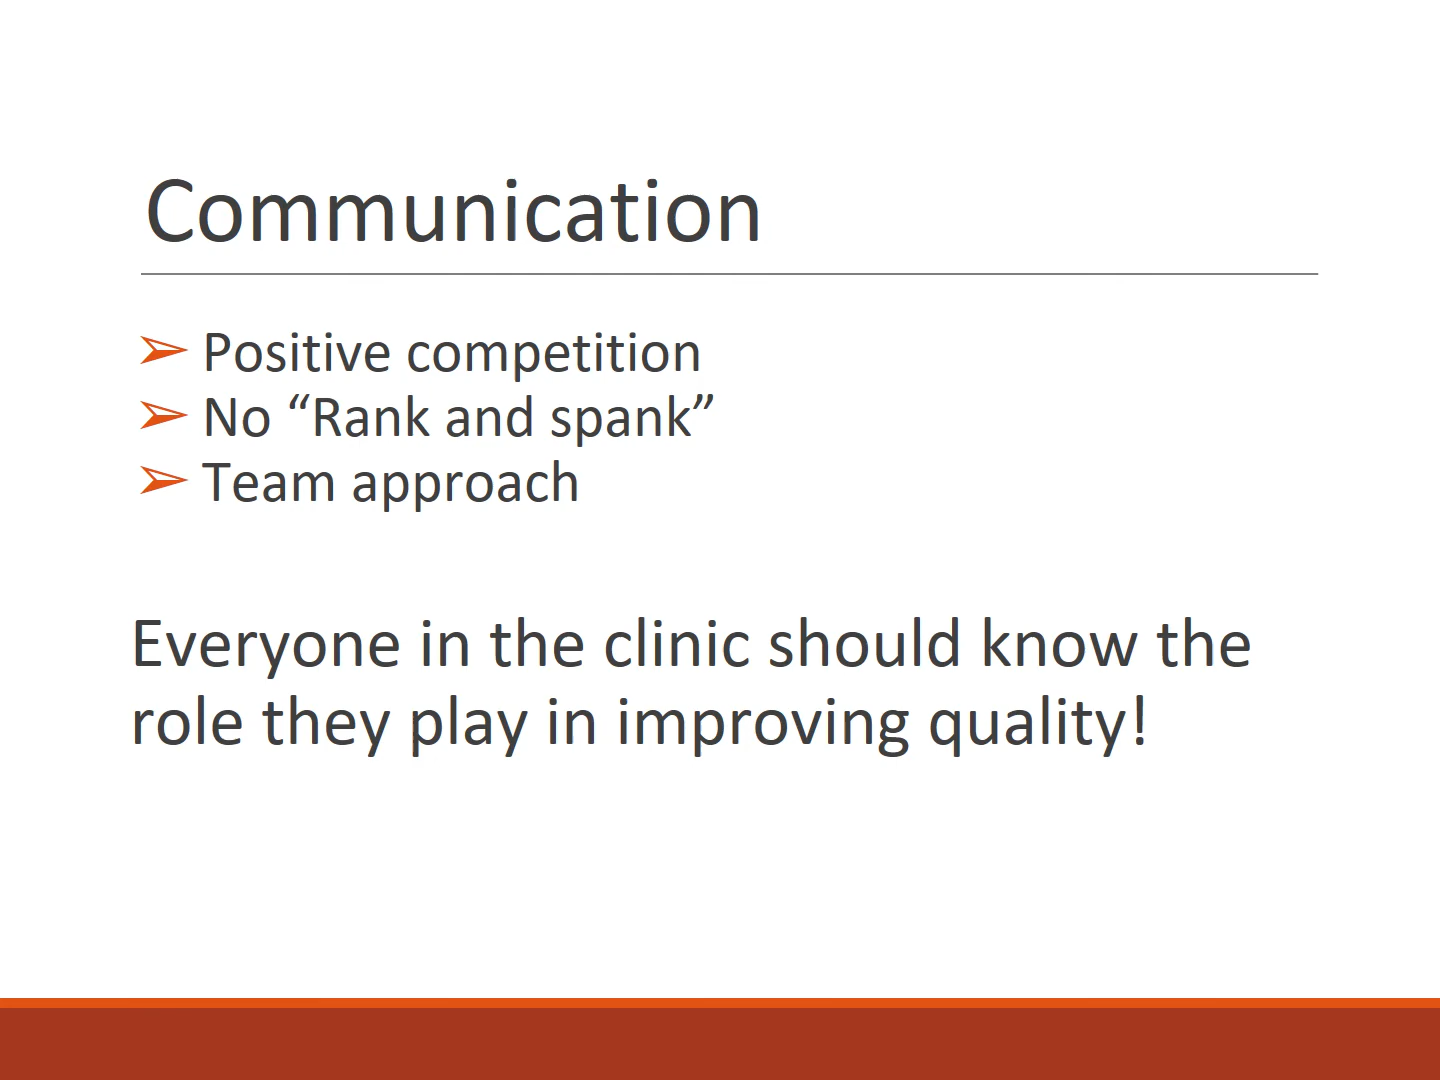 Communication
➢ Positive competition
➢ No “Rank and spank”
➢ Team approach
Everyone in the clinic should know the
role they play in improving quality!